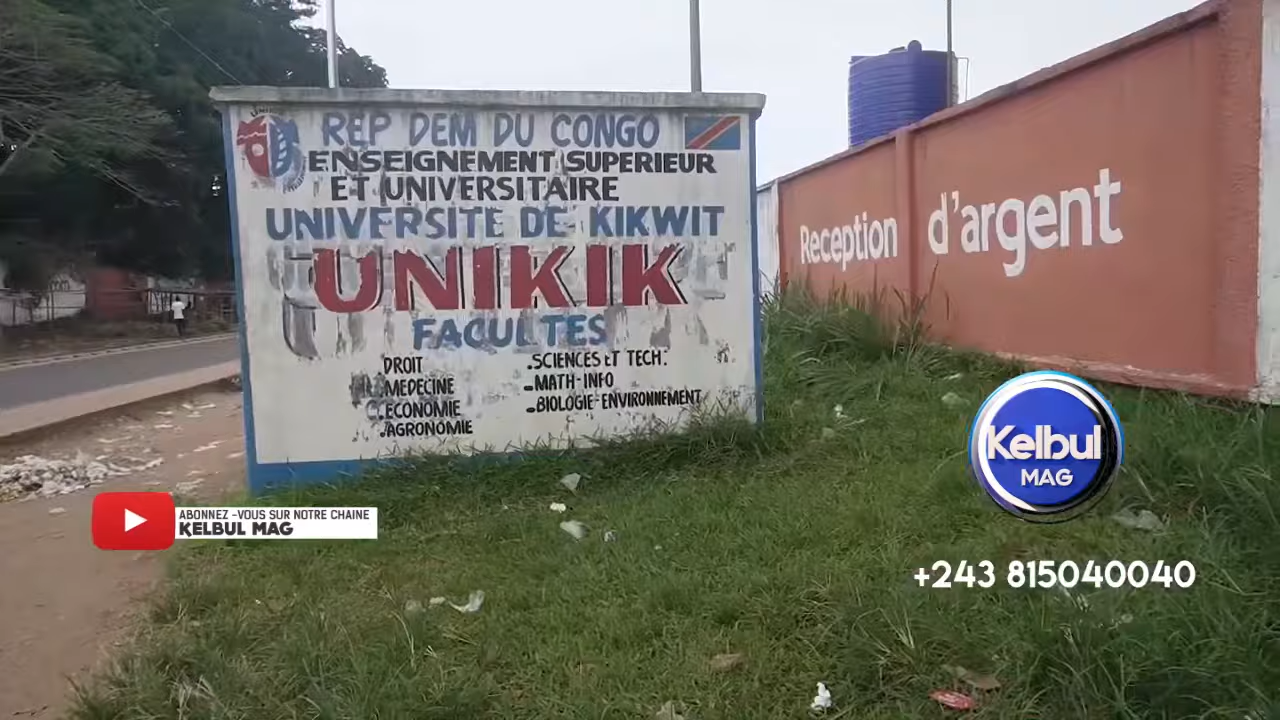 REP DEM DU CONGO
ENSEIGNEMENT SUPERIEUR
ET UNIVERSITAIRE
UNIVERSITE DE KIKWIT
UNIKIK
FACULTES
DROIT
.MEDECINE
.ECONOMIE
.AGRONOMIE
.SCIENCES ET TECH.
-MATH-INFO
-BIOLOGIE-ENVIRONNEMENT
Reception d'argent
Kelbul
MAG
ABONNEZ -VOUS SUR NOTRE CHAINE
KELBUL MAG
+243 815040040